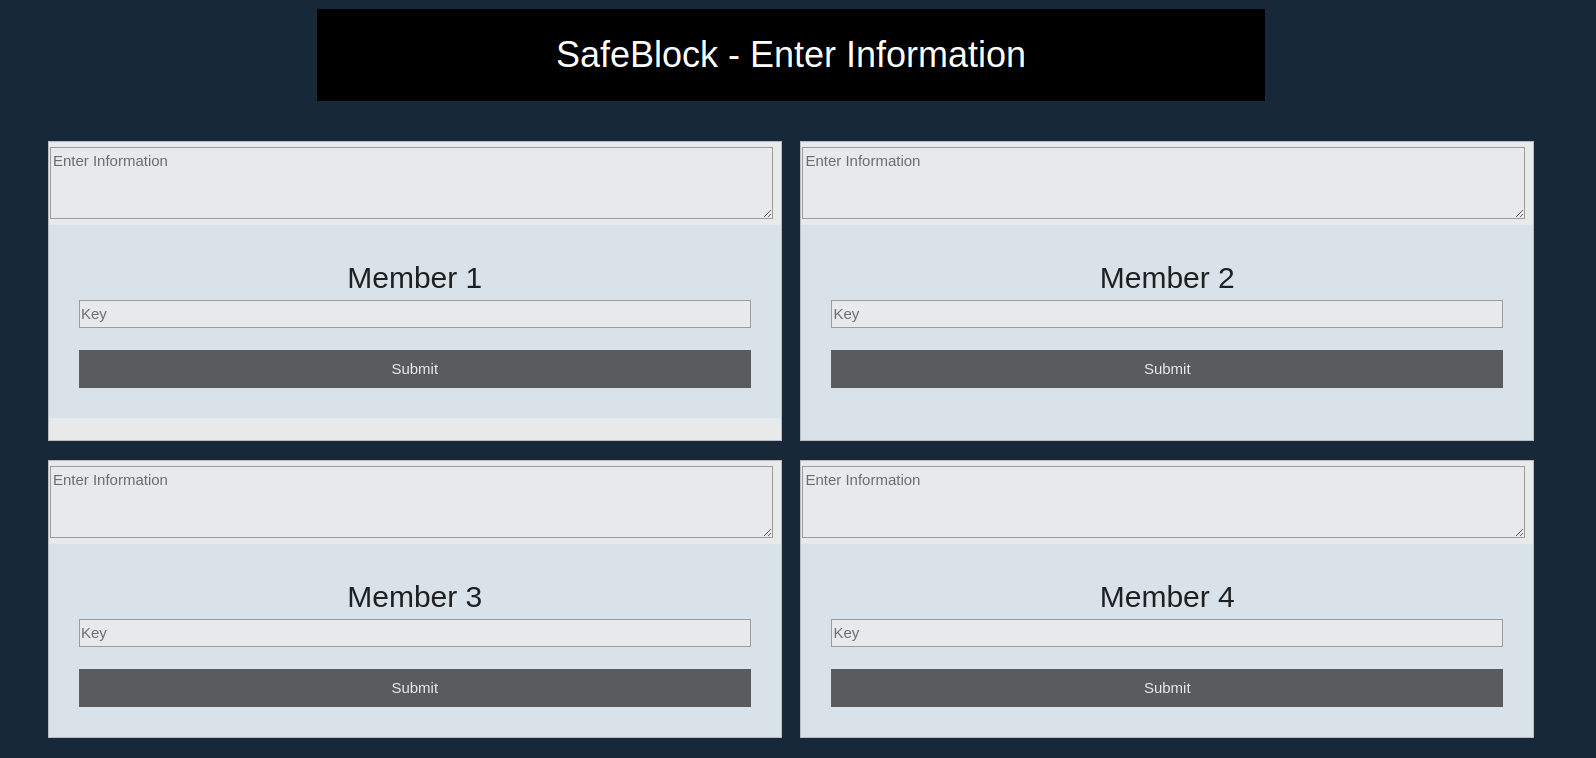 SafeBlock - Enter Information
Enter Information
Member 1
Key
Submit
Enter Information
Member 2
Key
Submit
Enter Information
Member 3
Key
Submit
Enter Information
Member 4
Key
Submit